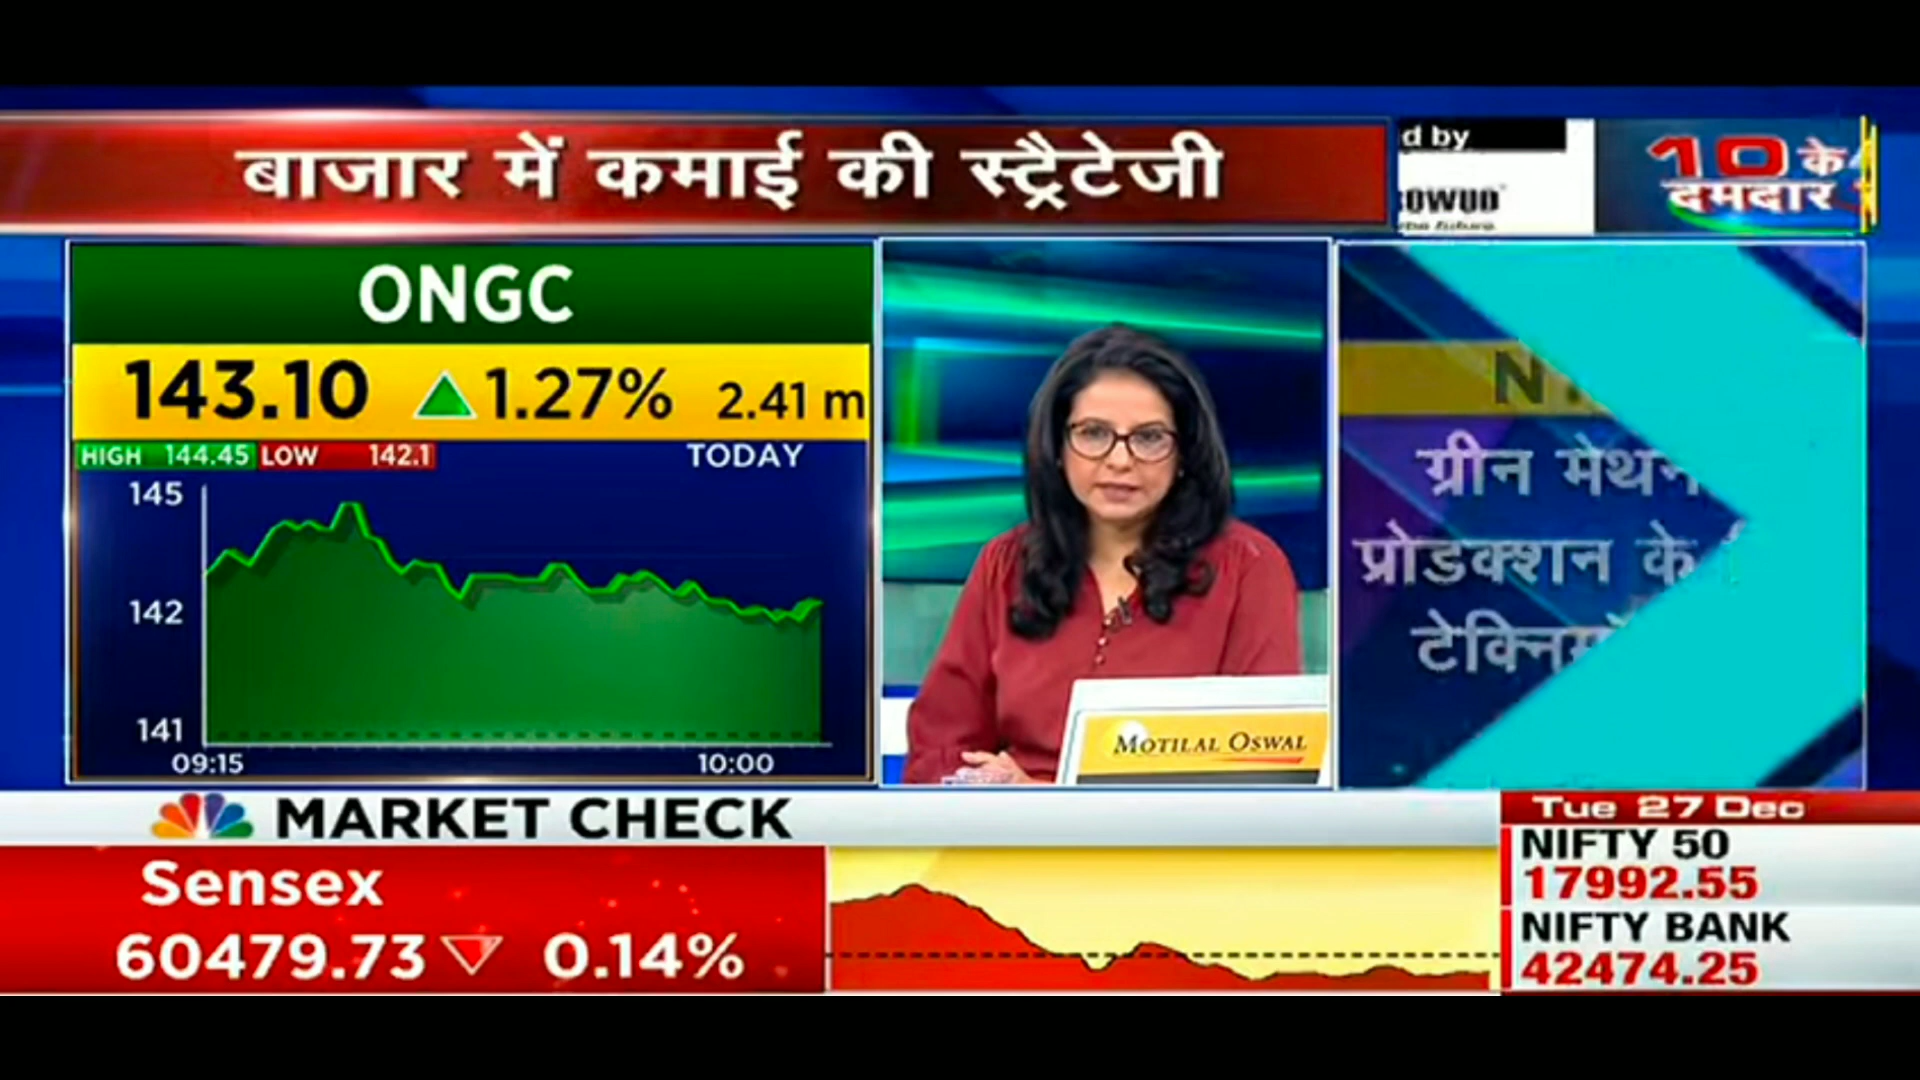 बाजार में कमाई की स्ट्रैटेजी
d by
10 के
दमदार
ONGC
143.10 1.27% 2.41 m
HIGH 144.45 LOW 142.1 TODAY
145
142
141
09:15 10:00
MOTILAL OSWAL
ग्रीन
प्रोडक्शन के
MARKET CHECK
Sensex
60479.73 0.14%
Tue 27 Dec
NIFTY 50
17992.55
NIFTY BANK
42474.25